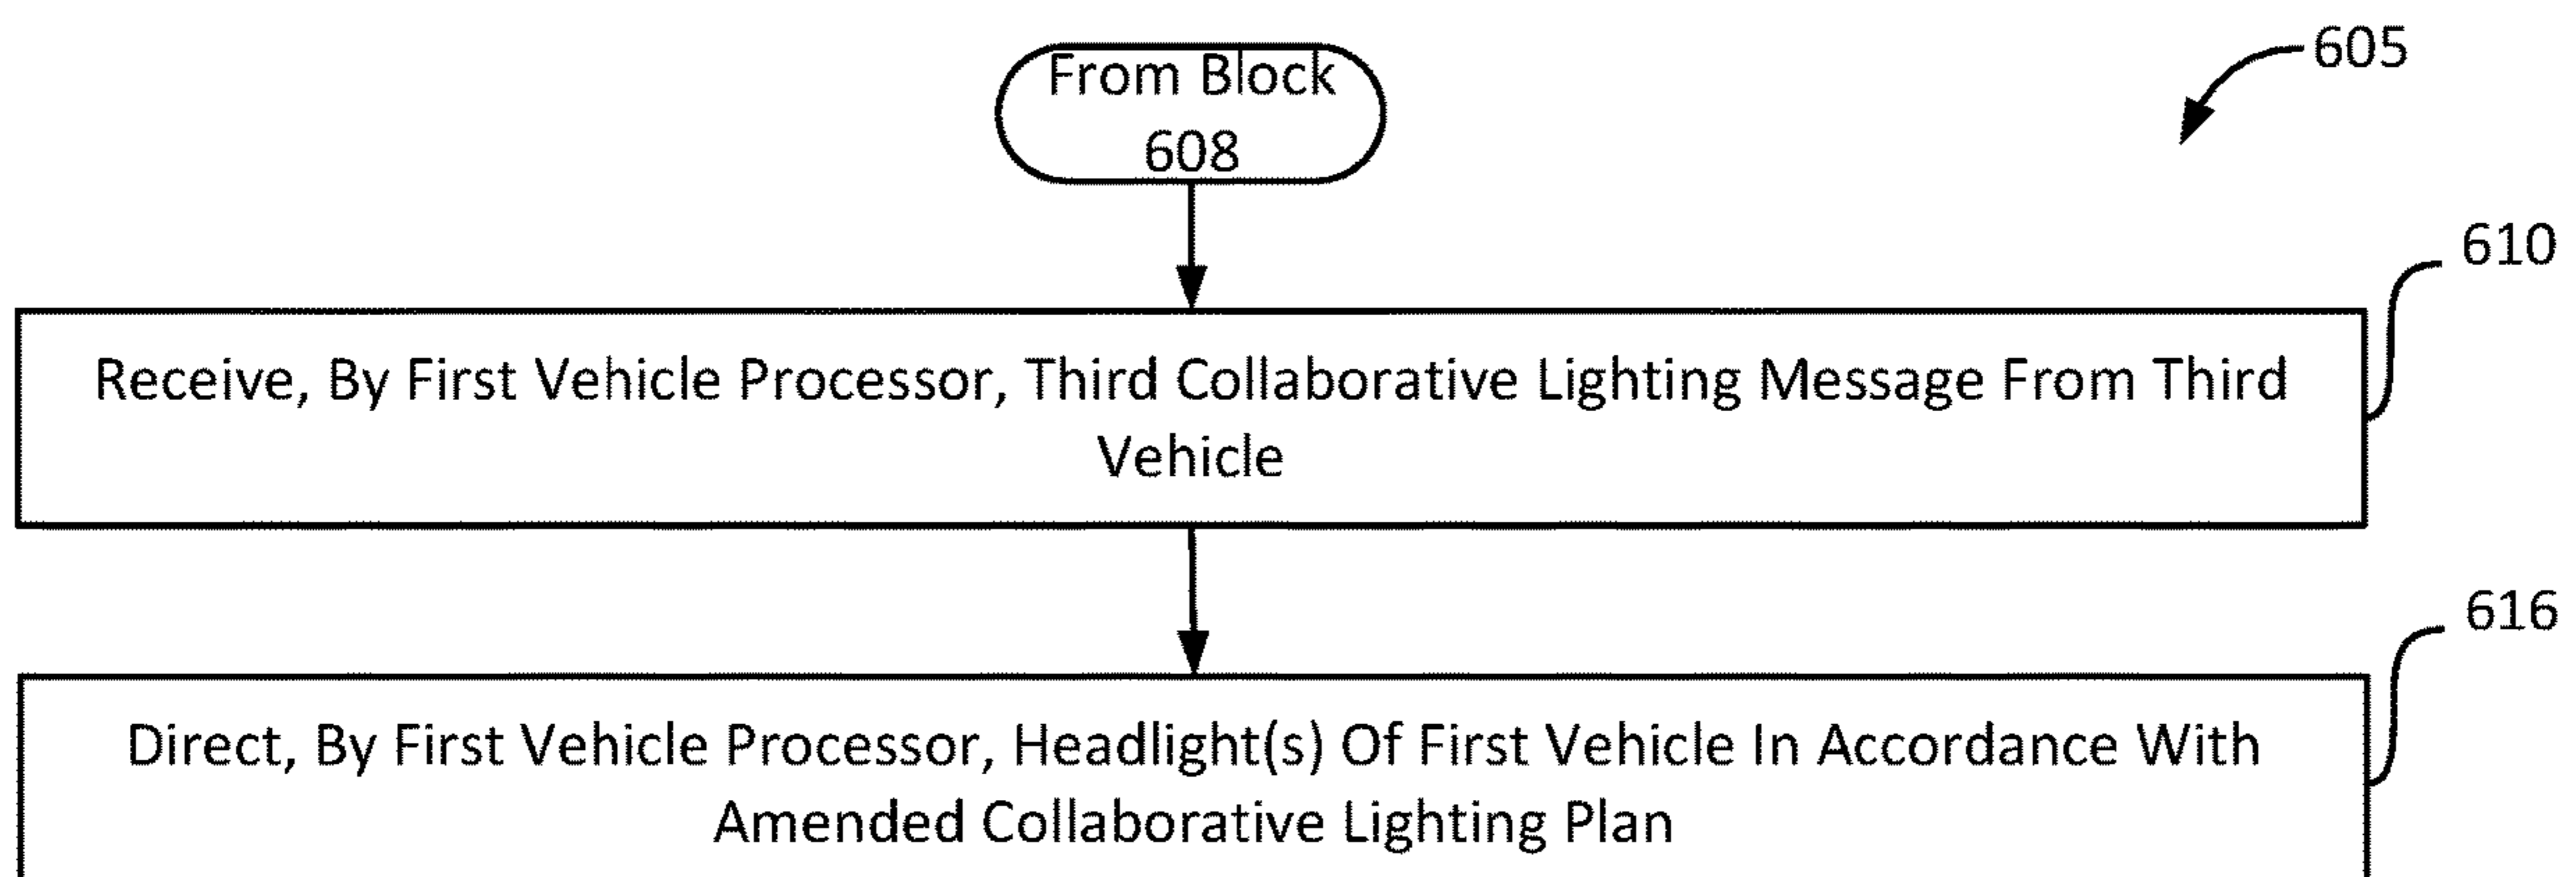 From Block
608
605
610
Receive, By First Vehicle Processor, Third Collaborative Lighting Message From Third
Vehicle
616
Direct, By First Vehicle Processor, Headlight(s) Of First Vehicle In Accordance With
Amended Collaborative Lighting Plan